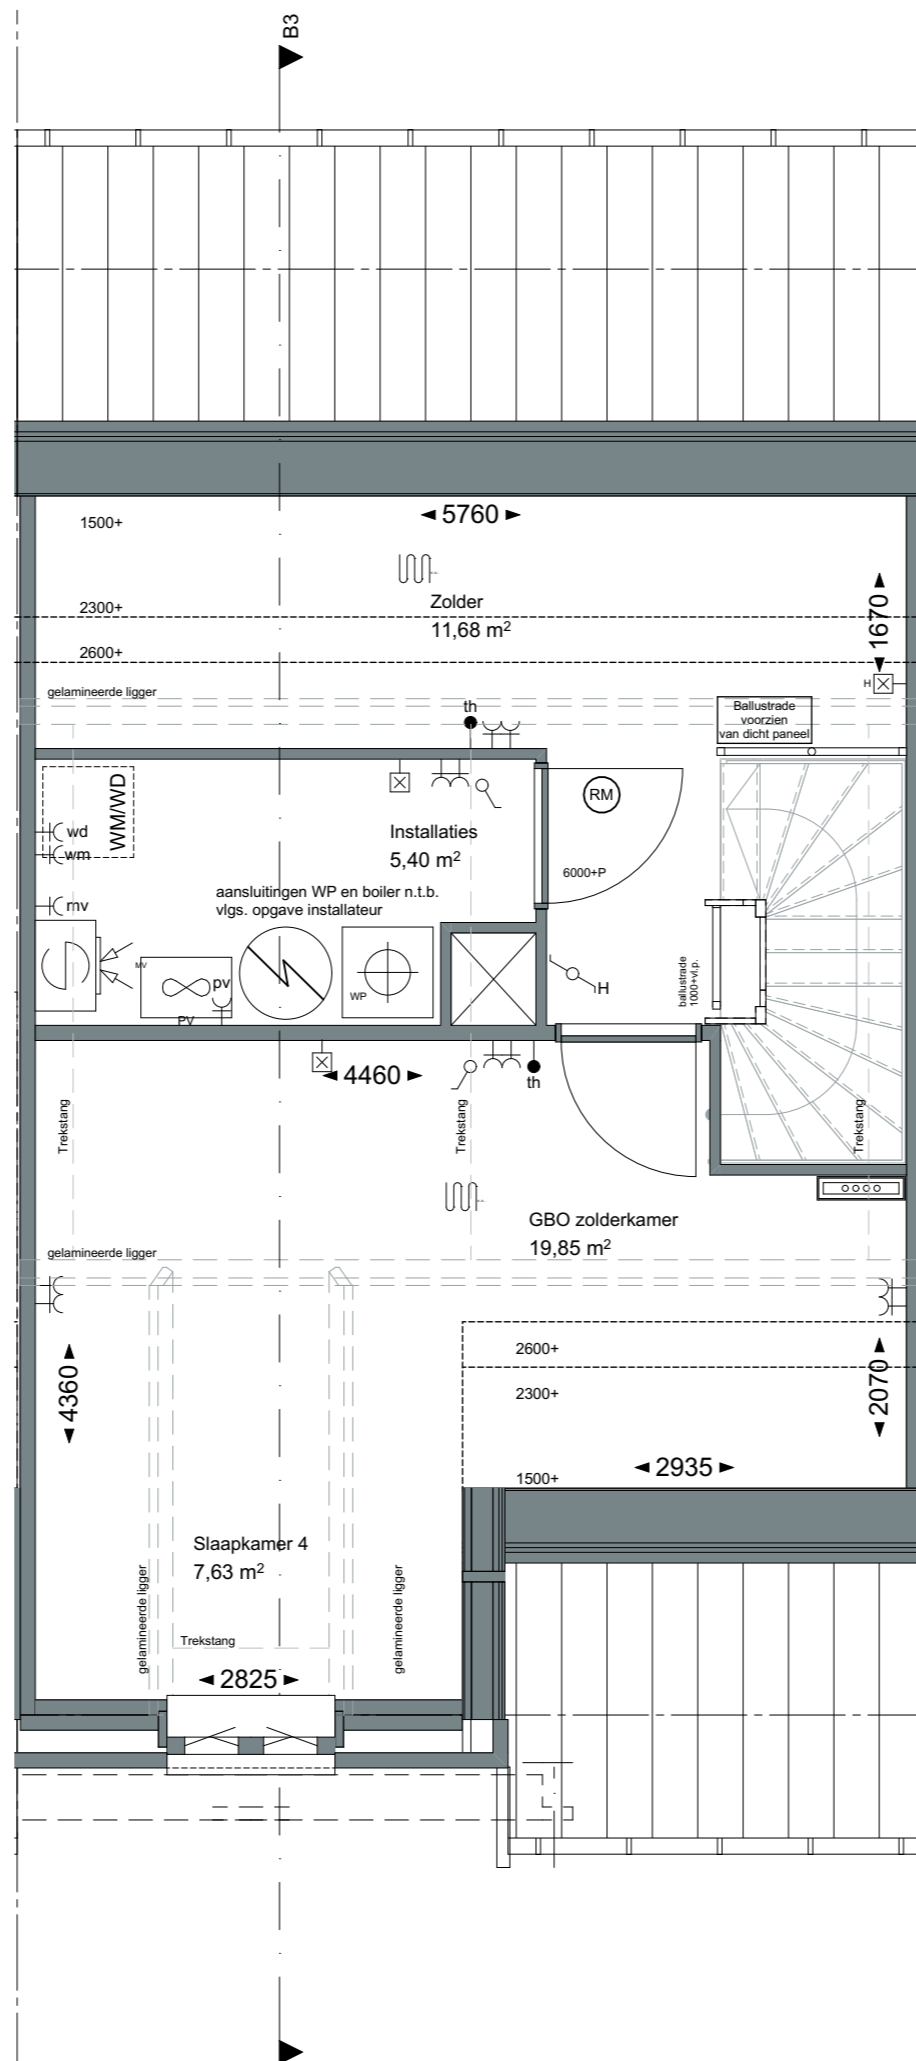 B3
1500+
5760
2300+
Zolder
11,68 m²
1670
2600+
gelamineerde ligger
H
th
Ballustrade
voorzien
van dicht paneel
WM/WD
wd
wm
Installaties
5,40 m²
RM
6000+P
aansluitingen WP en boiler n.t.b.
vlgs. opgave installateur
mv
MV
pv
PV
WP
H
ballustrade
1000+vl.p.
4460
th
Trekstang
Trekstang
Trekstang
GBO zolderkamer
19,85 m²
gelamineerde ligger
2600+
4360
2070
2300+
2935
1500+
Slaapkamer 4
7,63 m²
gelamineerde ligger
gelamineerde ligger
Trekstang
2825